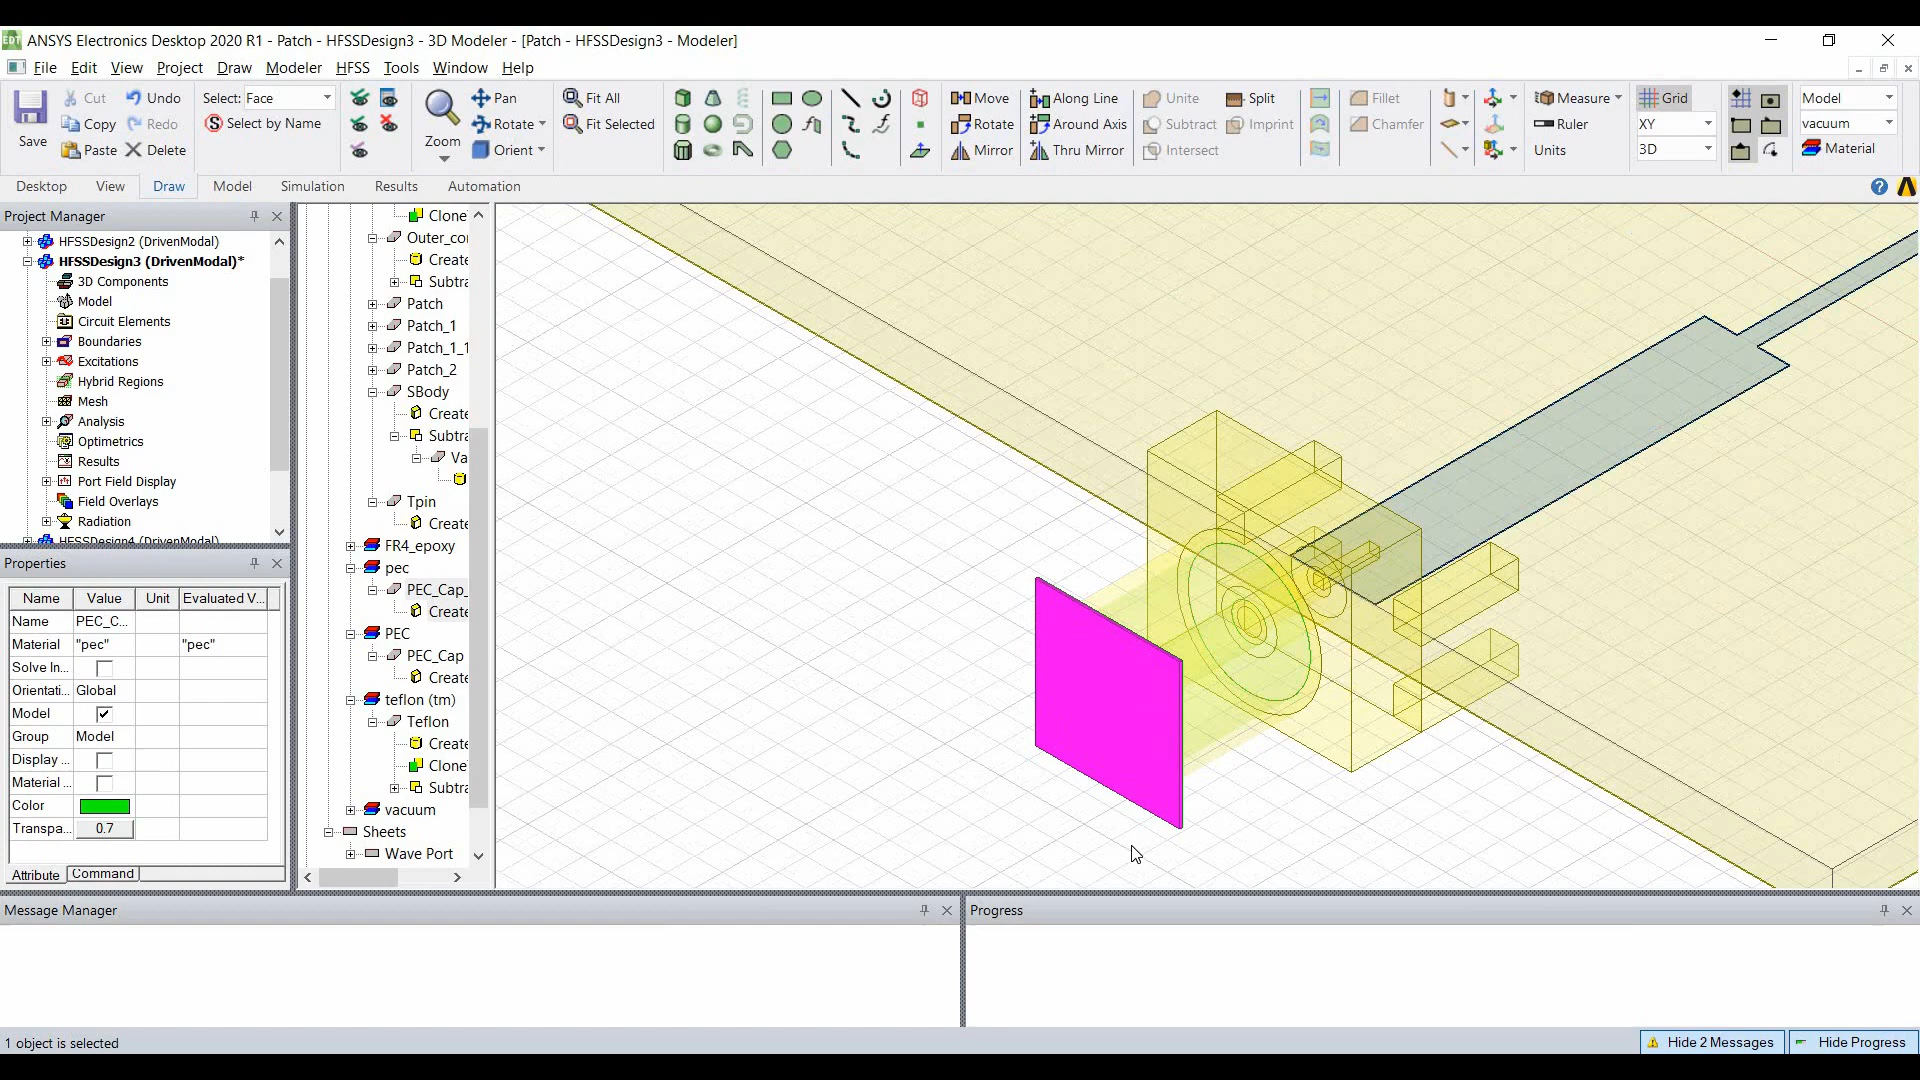 EDT ANSYS Electronics Desktop 2020 R1 - Patch - HFSSDesign3 - 3D Modeler - [Patch - HFSSDesign3 - Modeler]
File Edit View Project Draw Modeler HFSS Tools Window Help
Save
Cut
Copy
Paste
Undo
Redo
Delete
Select: Face
Select by Name
Zoom
Pan
Rotate
Orient
Fit All
Fit Selected
Move
Rotate
Mirror
Along Line
Around Axis
Thru Mirror
Unite
Subtract
Intersect
Split
Imprint
Fillet
Chamfer
Measure
Ruler
Units
Grid
XY
3D
Model
vacuum
Material
Desktop View Draw Model Simulation Results Automation
Project Manager
HFSSDesign2 (DrivenModal)
HFSSDesign3 (DrivenModal)*
3D Components
Model
Circuit Elements
Boundaries
Excitations
Hybrid Regions
Mesh
Analysis
Optimetrics
Results
Port Field Display
Field Overlays
Radiation
HFSSDesign4 (DrivenModal)
Properties
Name Value Unit Evaluated V...
Name PEC_C...
Material "pec" "pec"
Solve In...
Orientati... Global
Model
Group Model
Display ...
Material ...
Color
Transpa... 0.7
Attribute Command
Clone
Outer_co
Create
Subtra
Patch
Patch_1
Patch_1_1
Patch_2
SBody
Create
Subtra
Va
Tpin
Create
FR4_epoxy
pec
PEC_Cap_
Create
PEC
PEC_Cap
Create
teflon (tm)
Teflon
Create
Clone
Subtra
vacuum
Sheets
Wave Port
Message Manager
Progress
1 object is selected
Hide 2 Messages
Hide Progress